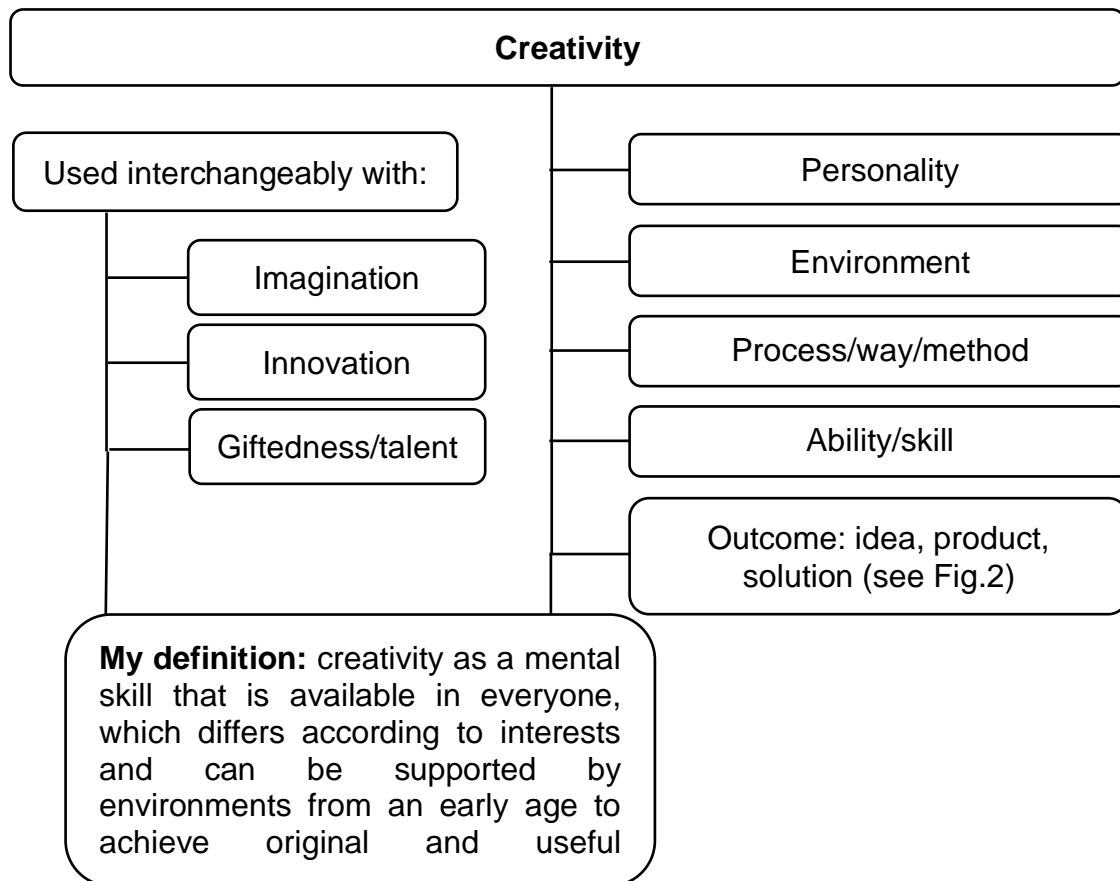 Creativity
Used interchangeably with:
Imagination
Innovation
Giftedness/talent
Personality
Environment
Process/way/method
Ability/skill
Outcome: idea, product,
solution (see Fig.2)
My definition: creativity as a mental
skill that is available in everyone,
which differs according to interests
and can be supported by
environments from an early age to
achieve original and useful